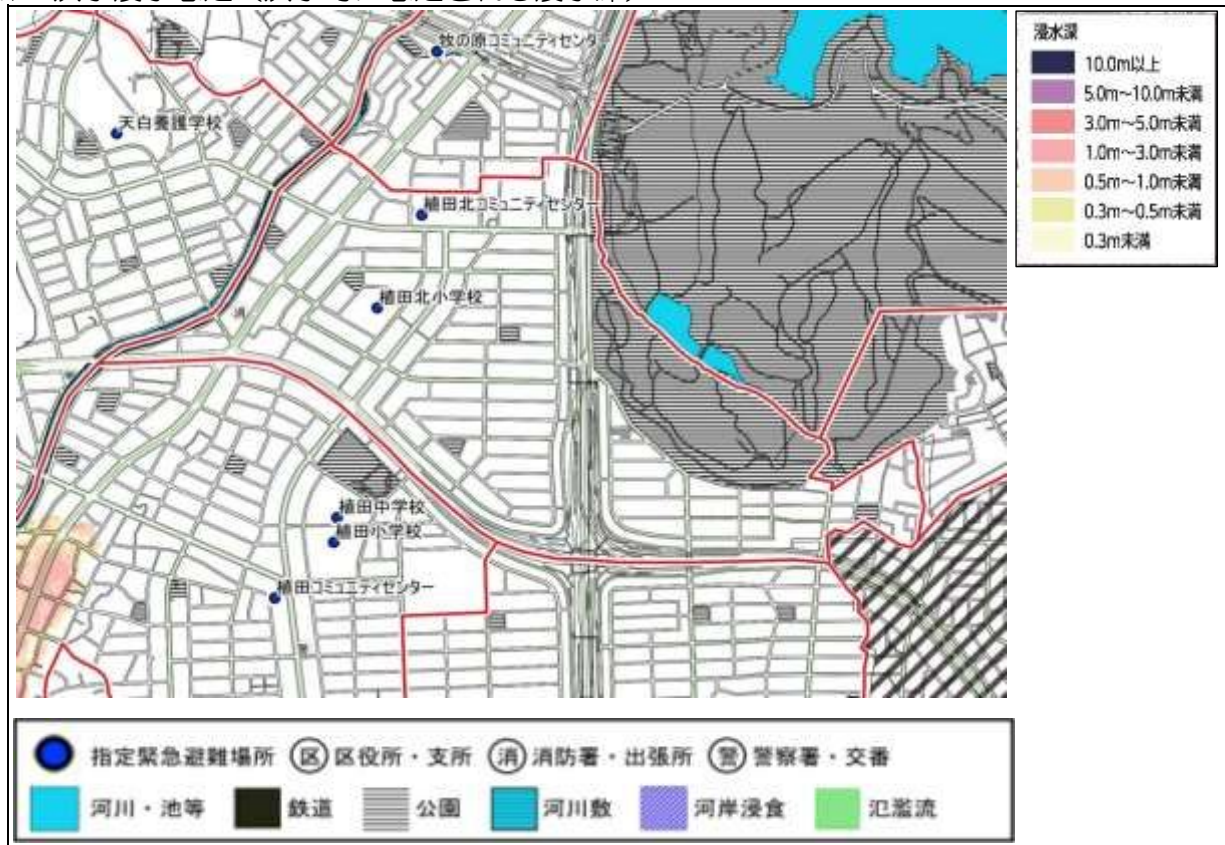 牧の原コミュニティセンター
天白養護学校
植田北コミュニティセンター
植田北小学校
消
植田中学校
植田小学校
植田コミュニティセンター
浸水深
10.0m以上
5.0m～10.0m未満
3.0m～5.0m未満
1.0m～3.0m未満
0.5m～1.0m未満
0.3m～0.5m未満
0.3m未満
指定緊急避難場所 区 区役所・支所 消 消防署・出張所 警 警察署・交番
河川・池等 鉄道 公園 河川敷 河岸浸食 氾濫流